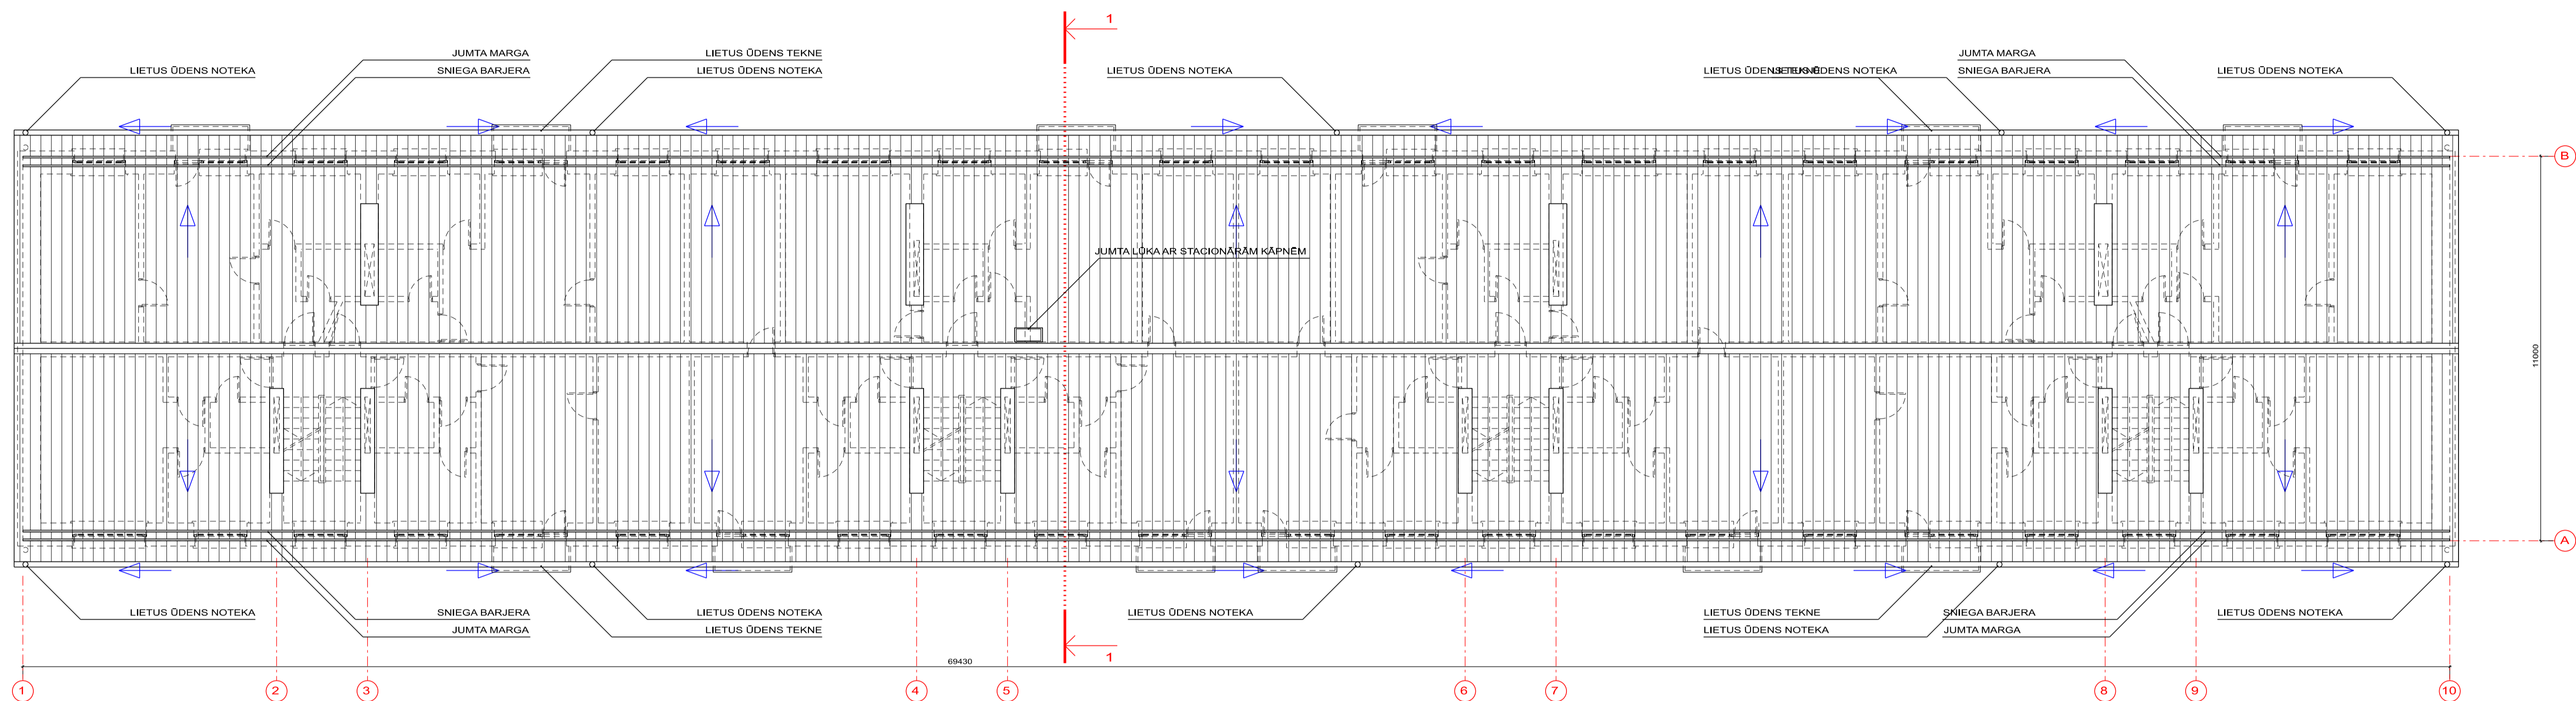 1
JUMTA MARGA
LIETUS ŪDENS TEKNE
JUMTA MARGA
LIETUS ŪDENS NOTEKA
SNIEGA BARJERA
LIETUS ŪDENS NOTEKA
LIETUS ŪDENS NOTEKA
LIETUS ŪDENS TEKNE
LIETUS ŪDENS NOTEKA
SNIEGA BARJERA
LIETUS ŪDENS NOTEKA
B
JUMTA LŪKA AR STACIONĀRĀM KĀPNĒM
11000
A
LIETUS ŪDENS NOTEKA
SNIEGA BARJERA
LIETUS ŪDENS NOTEKA
LIETUS ŪDENS NOTEKA
LIETUS ŪDENS TEKNE
SNIEGA BARJERA
LIETUS ŪDENS NOTEKA
JUMTA MARGA
LIETUS ŪDENS TEKNE
LIETUS ŪDENS NOTEKA
JUMTA MARGA
1
69430
1
2
3
4
5
6
7
8
9
10